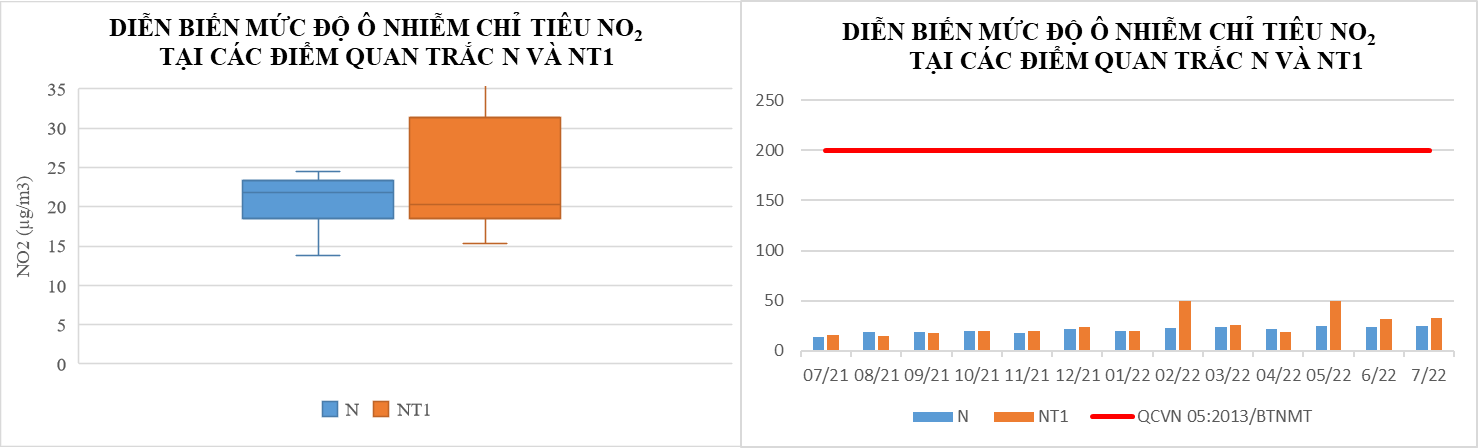 DIỄN BIẾN MỨC ĐỘ Ô NHIỄM CHỈ TIÊU NO₂
TẠI CÁC ĐIỂM QUAN TRẮC N VÀ NT1
35
30
25
20
15
10
5
0
NO2 (µg/m3)
N NT1
DIỄN BIẾN MỨC ĐỘ Ô NHIỄM CHỈ TIÊU NO₂
TẠI CÁC ĐIỂM QUAN TRẮC N VÀ NT1
250
200
150
100
50
0
07/21 08/21 09/21 10/21 11/21 12/21 01/22 02/22 03/22 04/22 05/22 6/22 7/22
N NT1 QCVN 05:2013/BTNMT